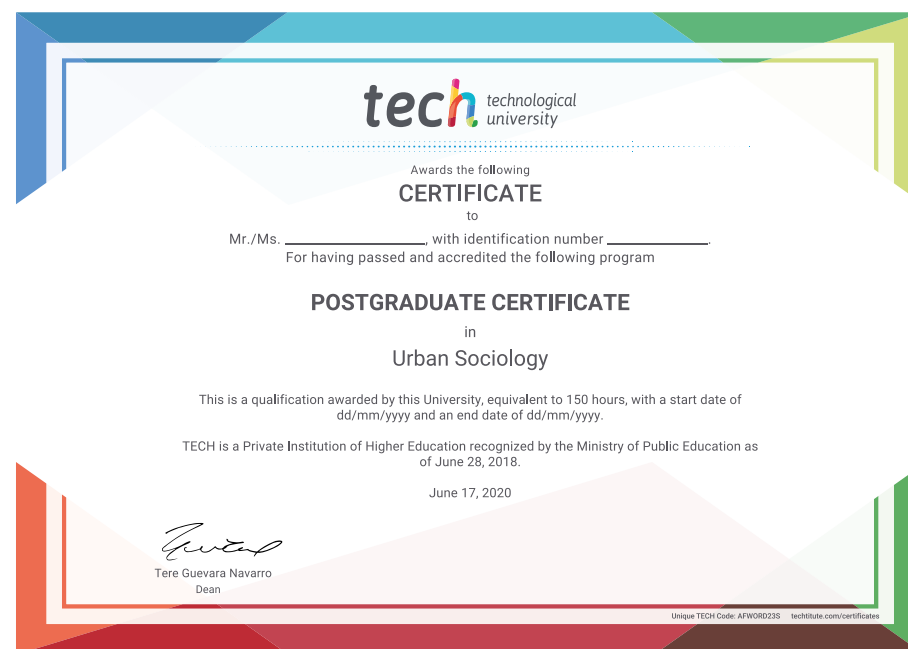 tech technological
university
Awards the following
CERTIFICATE
to
Mr./Ms. ____________________, with identification number __________________.
For having passed and accredited the following program
POSTGRADUATE CERTIFICATE
in
Urban Sociology
This is a qualification awarded by this University, equivalent to 150 hours, with a start date of
dd/mm/yyyy and an end date of dd/mm/yyyy.
TECH is a Private Institution of Higher Education recognized by the Ministry of Public Education as
of June 28, 2018.
June 17, 2020
Tere Guevara Navarro
Dean
Unique TECH Code: AFWORD23S techtitute.com/certificates